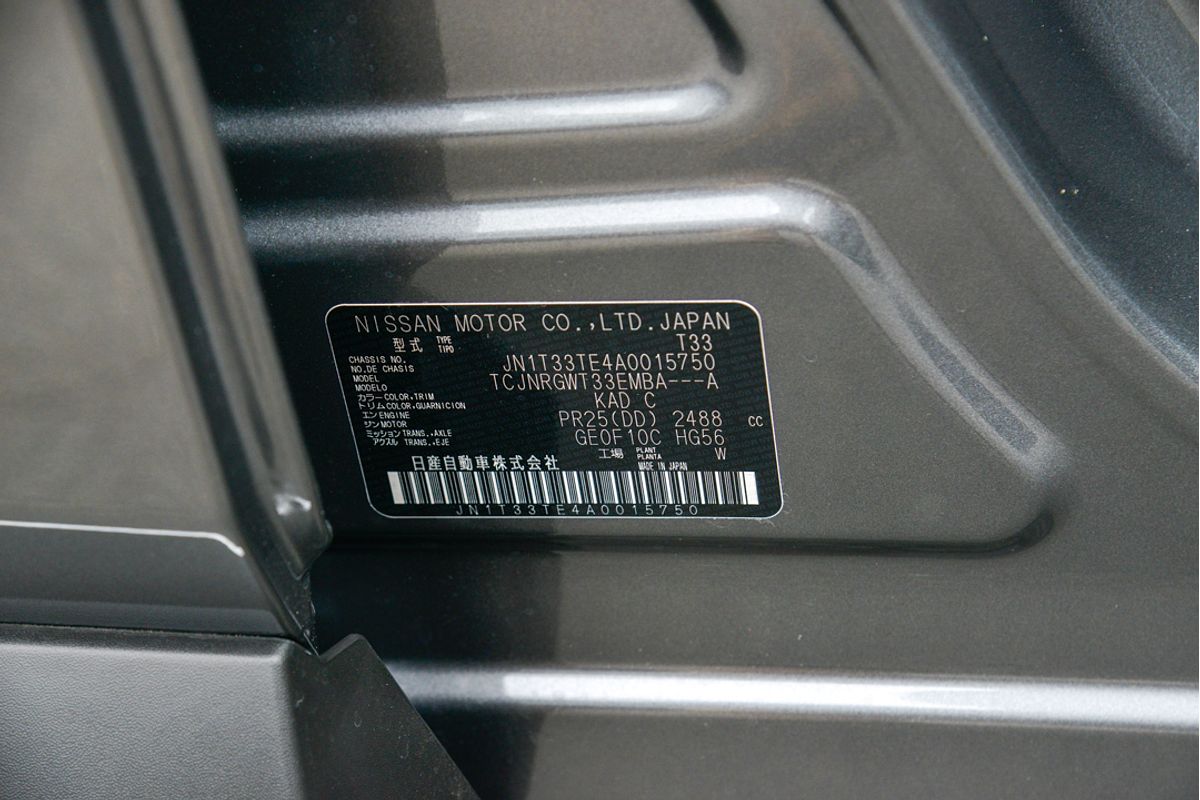 NISSAN MOTOR CO.,LTD.JAPAN
型式 TYPE TIPO T33
CHASSIS NO. NO.DE CHASIS JN1T33TE4A0015750
MODEL MODELO TCJNRGWT33EMBA---A
カラー COLOR,TRIM トリム COLOR,GUARNICION KAD C
エンジン ENGINE MOTOR PR25(DD) 2488 CC
ミッション TRANS.,AXLE アクスル TRANS.,EJE GE0F10C HG56
工場 PLANT PLANTA W
日産自動車株式会社 MADE IN JAPAN
JN1T33TE4A0015750